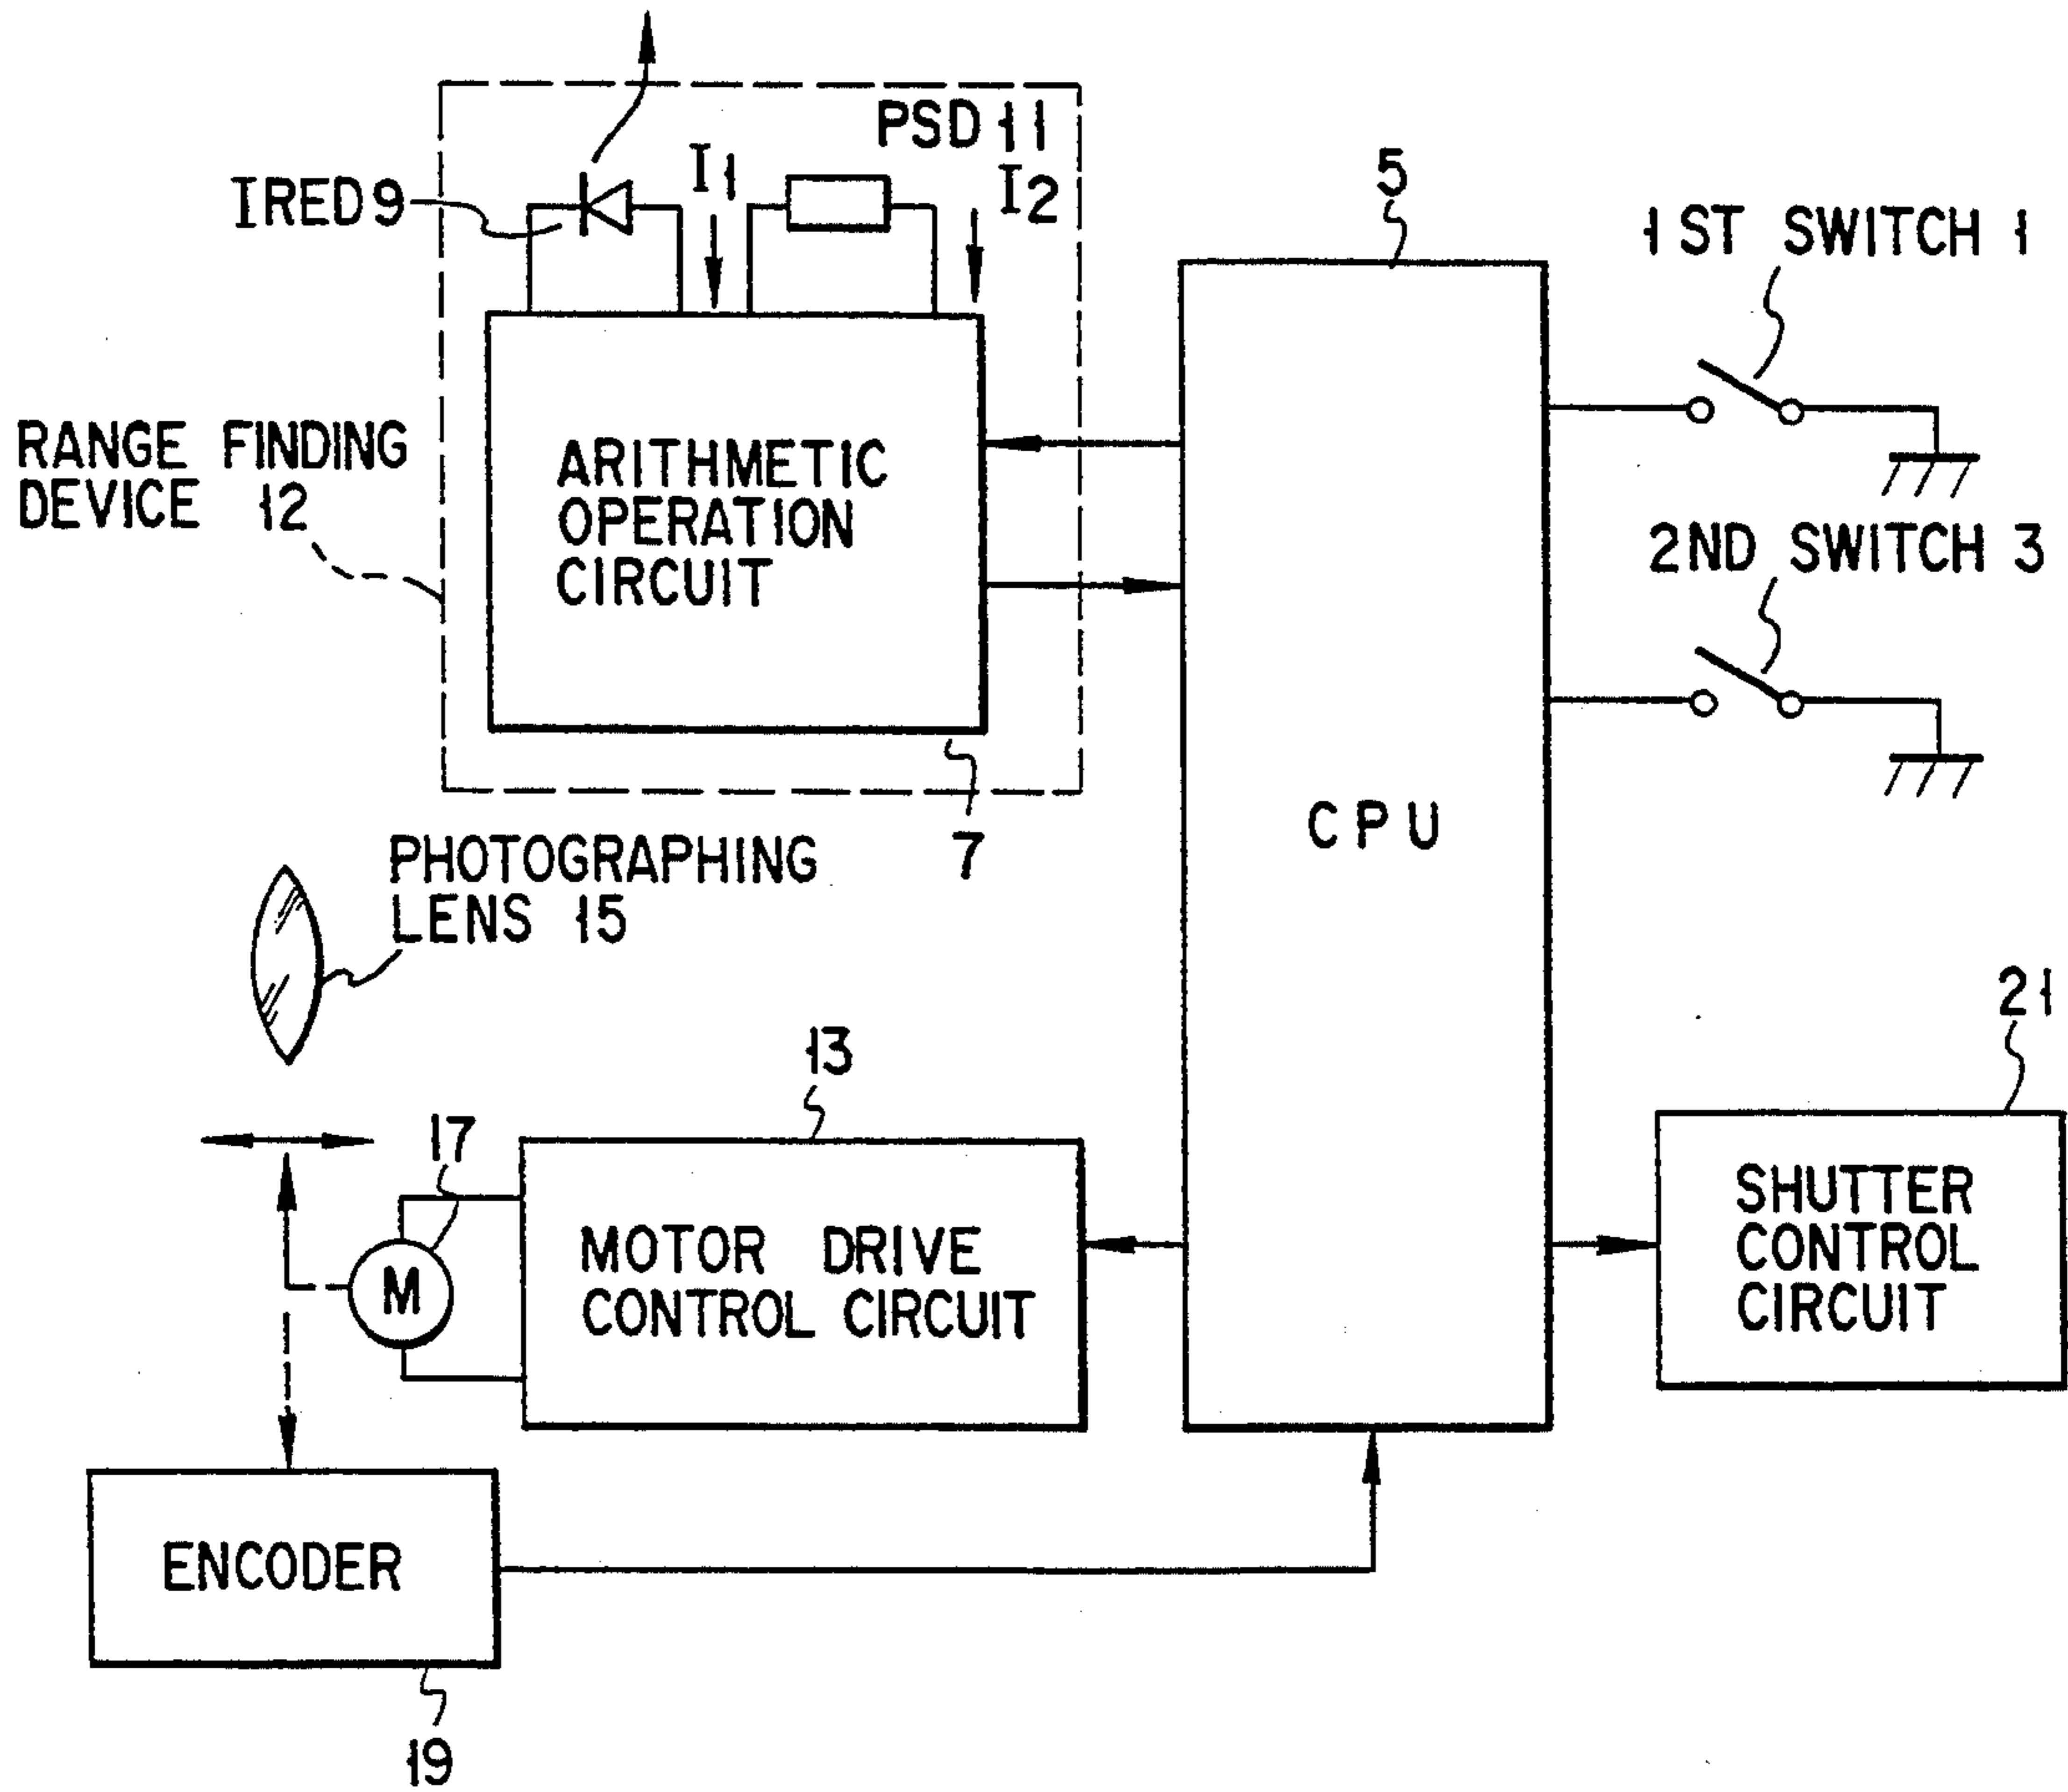 PSD 11
I1
I2
IRED 9
5
1ST SWITCH 1
RANGE FINDING
DEVICE 12
ARITHMETIC
OPERATION
CIRCUIT
2ND SWITCH 3
CPU
7
PHOTOGRAPHING
LENS 15
21
13
17
SHUTTER
CONTROL
CIRCUIT
MOTOR DRIVE
CONTROL CIRCUIT
M
ENCODER
19